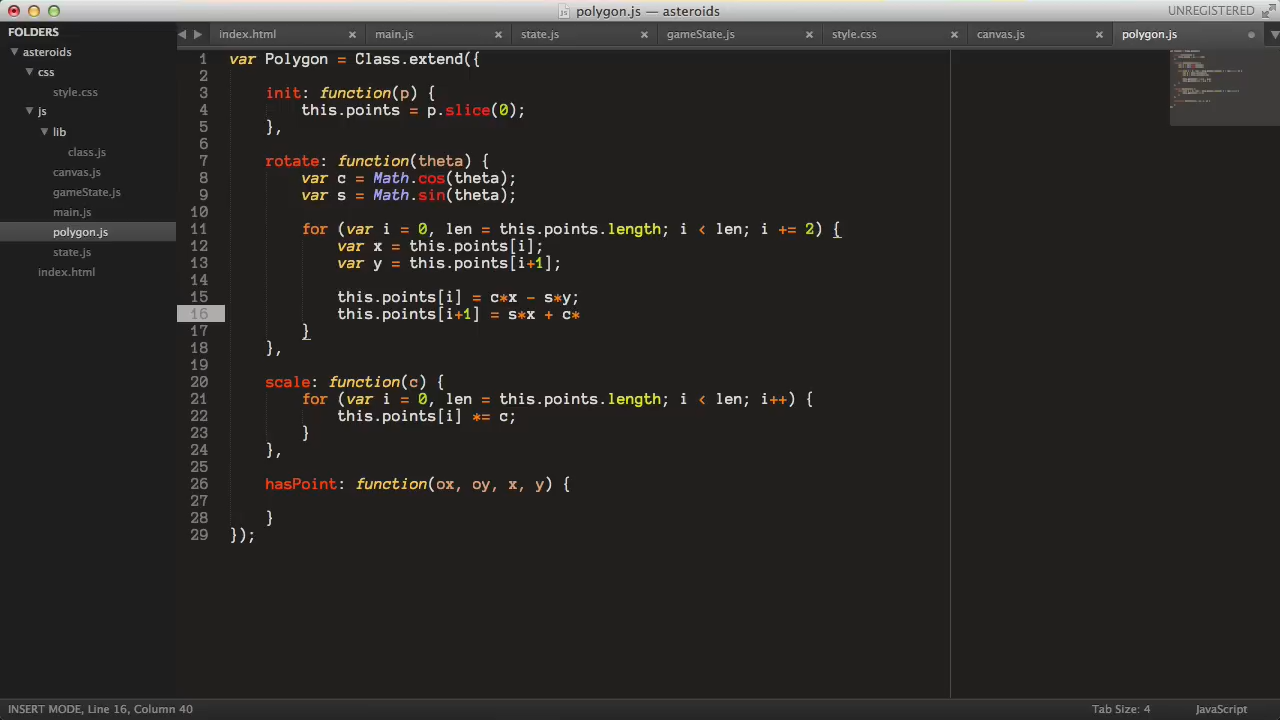 polygon.js — asteroids
UNREGISTERED
FOLDERS
asteroids
css
style.css
js
lib
class.js
canvas.js
gameState.js
main.js
polygon.js
state.js
index.html
index.html × main.js × state.js × gameState.js × style.css × canvas.js × polygon.js
1 var Polygon = Class.extend({
2
3 init: function(p) {
4 this.points = p.slice(0);
5 },
6
7 rotate: function(theta) {
8 var c = Math.cos(theta);
9 var s = Math.sin(theta);
10
11 for (var i = 0, len = this.points.length; i < len; i += 2) {
12 var x = this.points[i];
13 var y = this.points[i+1];
14
15 this.points[i] = c*x - s*y;
16 this.points[i+1] = s*x + c*
17 }
18 },
19
20 scale: function(c) {
21 for (var i = 0, len = this.points.length; i < len; i++) {
22 this.points[i] *= c;
23 }
24 },
25
26 hasPoint: function(ox, oy, x, y) {
27
28 }
29 });
INSERT MODE, Line 16, Column 40
Tab Size: 4
JavaScript